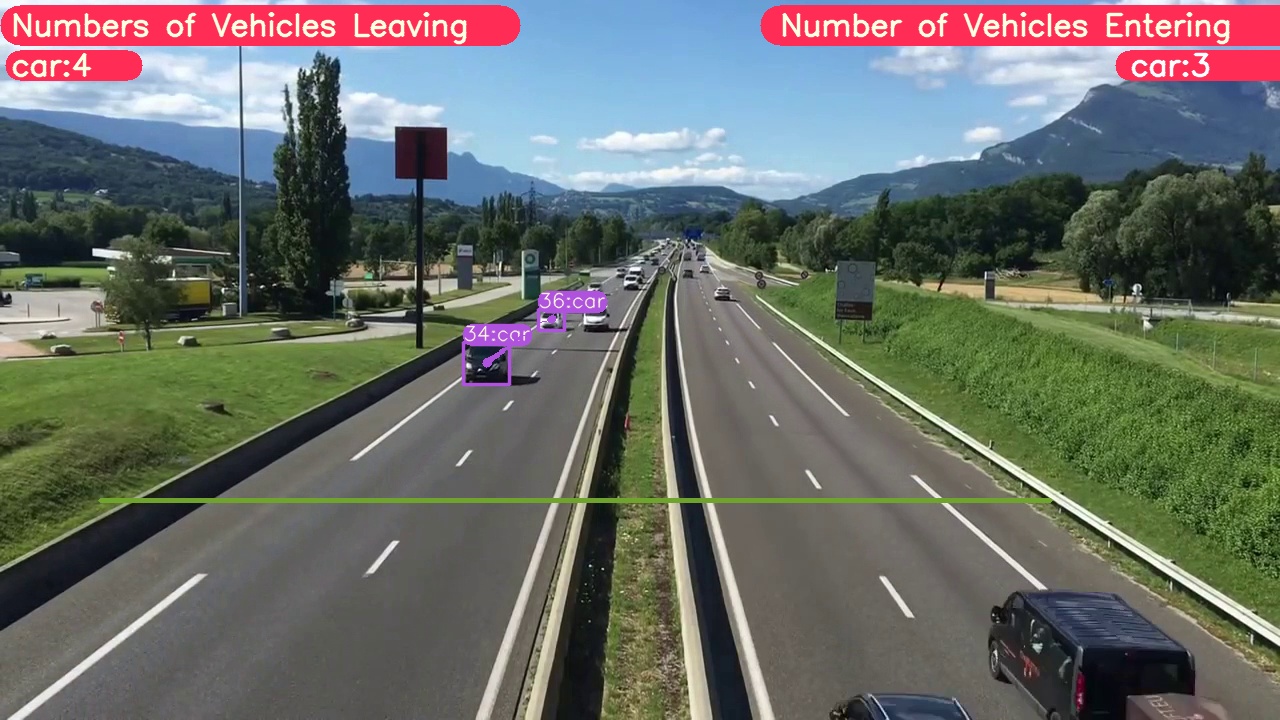 Numbers of Vehicles Leaving
Number of Vehicles Entering
car:4
car:3
36:car
34:car